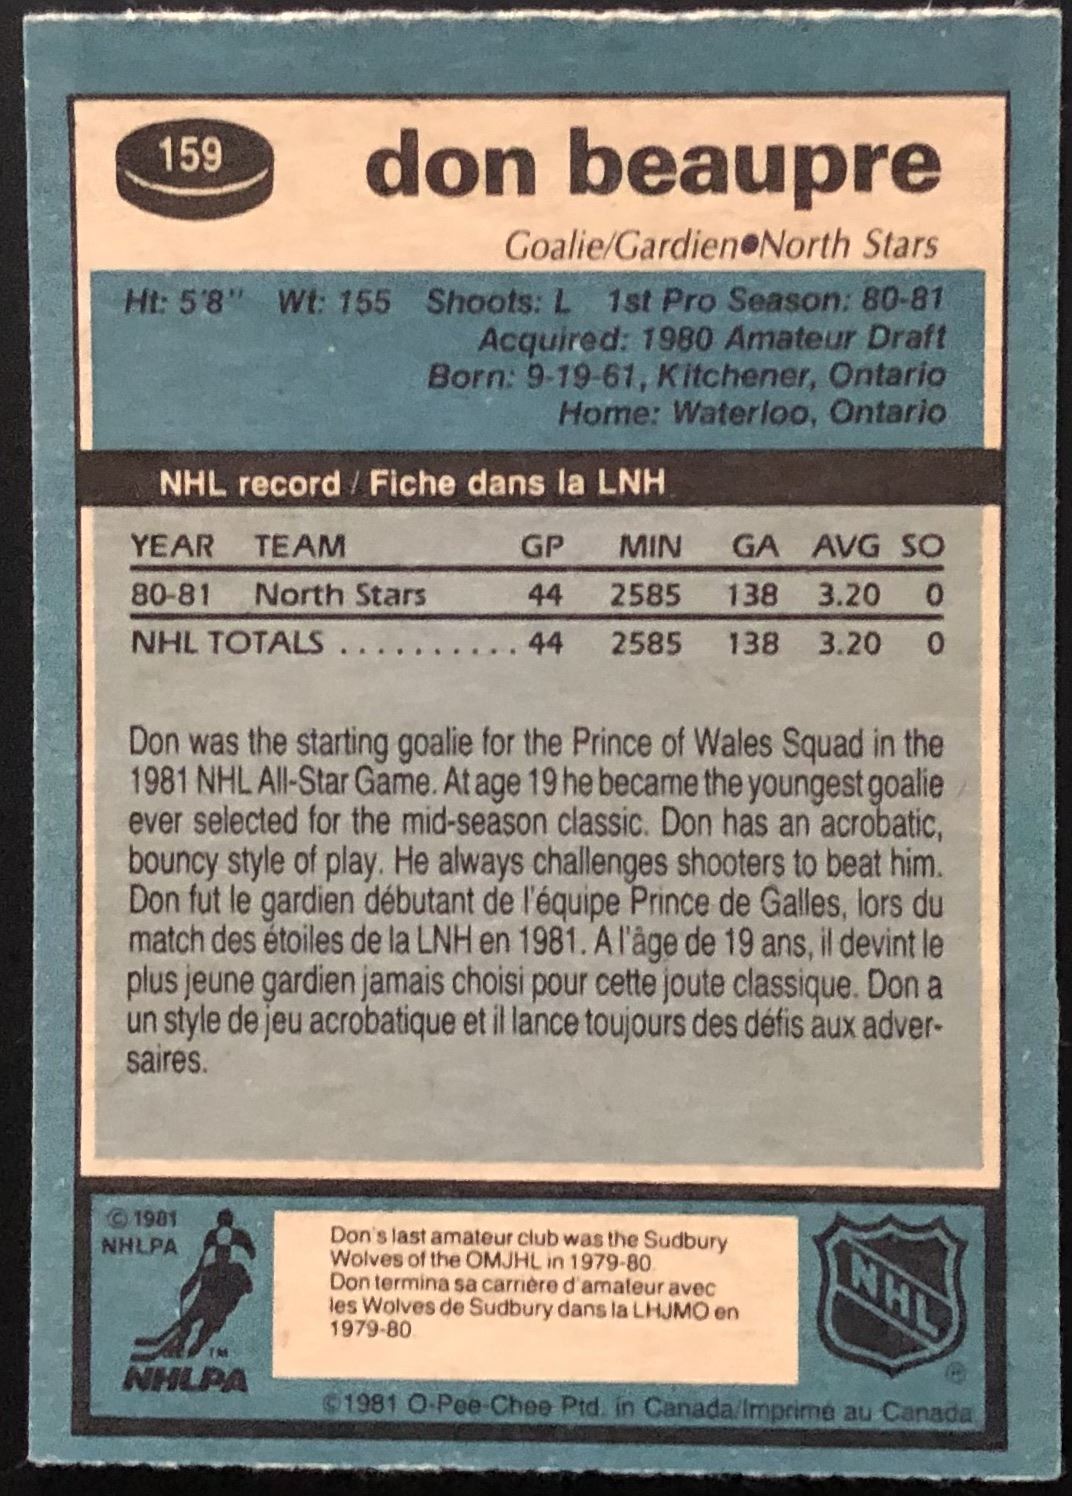 159
don beaupre
Goalie/Gardien●North Stars
Ht: 5'8" Wt: 155 Shoots: L 1st Pro Season: 80-81
Acquired: 1980 Amateur Draft
Born: 9-19-61, Kitchener, Ontario
Home: Waterloo, Ontario
NHL record / Fiche dans la LNH
YEAR TEAM GP MIN GA AVG SO
80-81 North Stars 44 2585 138 3.20 0
NHL TOTALS .......... 44 2585 138 3.20 0
Don was the starting goalie for the Prince of Wales Squad in the
1981 NHL All-Star Game. At age 19 he became the youngest goalie
ever selected for the mid-season classic. Don has an acrobatic,
bouncy style of play. He always challenges shooters to beat him.
Don fut le gardien débutant de l'équipe Prince de Galles, lors du
match des étoiles de la LNH en 1981. A l'âge de 19 ans, il devint le
plus jeune gardien jamais choisi pour cette joute classique. Don a
un style de jeu acrobatique et il lance toujours des défis aux adver-
saires.
© 1981
NHLPA
TM
NHLPA
Don's last amateur club was the Sudbury
Wolves of the OMJHL in 1979-80.
Don termina sa carrière d'amateur avec
les Wolves de Sudbury dans la LHJMO en
1979-80.
NHL
©1981 O-Pee-Chee Ptd. in Canada/Imprimé au Canada